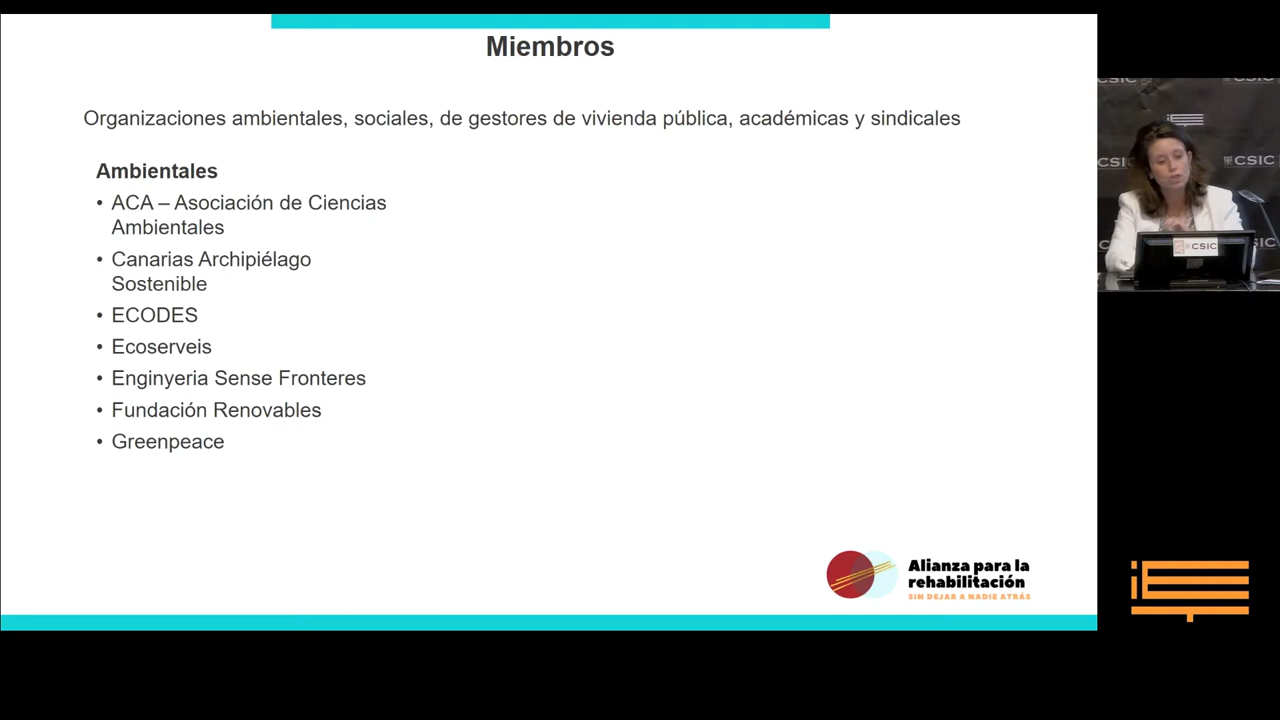 Miembros
Organizaciones ambientales, sociales, de gestores de vivienda pública, académicas y sindicales
Ambientales
• ACA – Asociación de Ciencias
Ambientales
• Canarias Archipiélago
Sostenible
• ECODES
• Ecoserveis
• Enginyeria Sense Fronteres
• Fundación Renovables
• Greenpeace
Alianza para la
rehabilitación
SIN DEJAR A NADIE ATRÁS
CSIC
CSIC
CSIC
CSIC
CSIC
CSIC